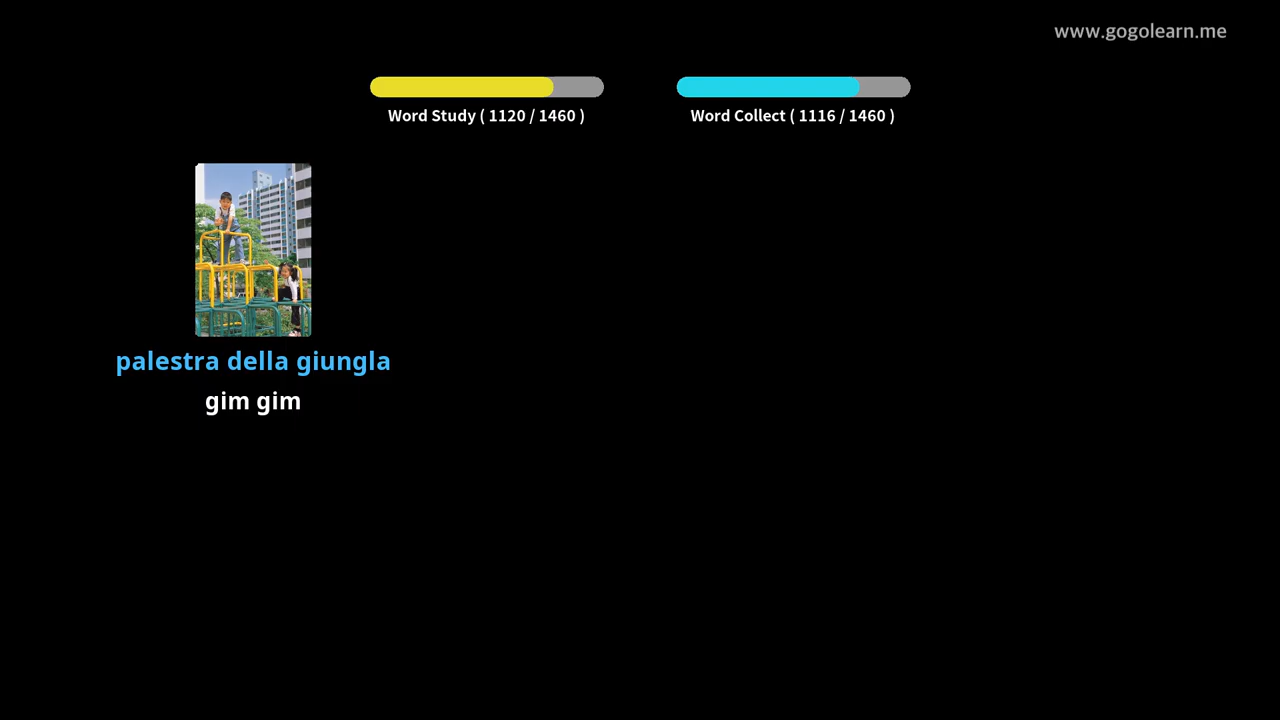 www.gogolearn.me
Word Study ( 1120 / 1460 )
Word Collect ( 1116 / 1460 )
palestra della giungla
gim gim